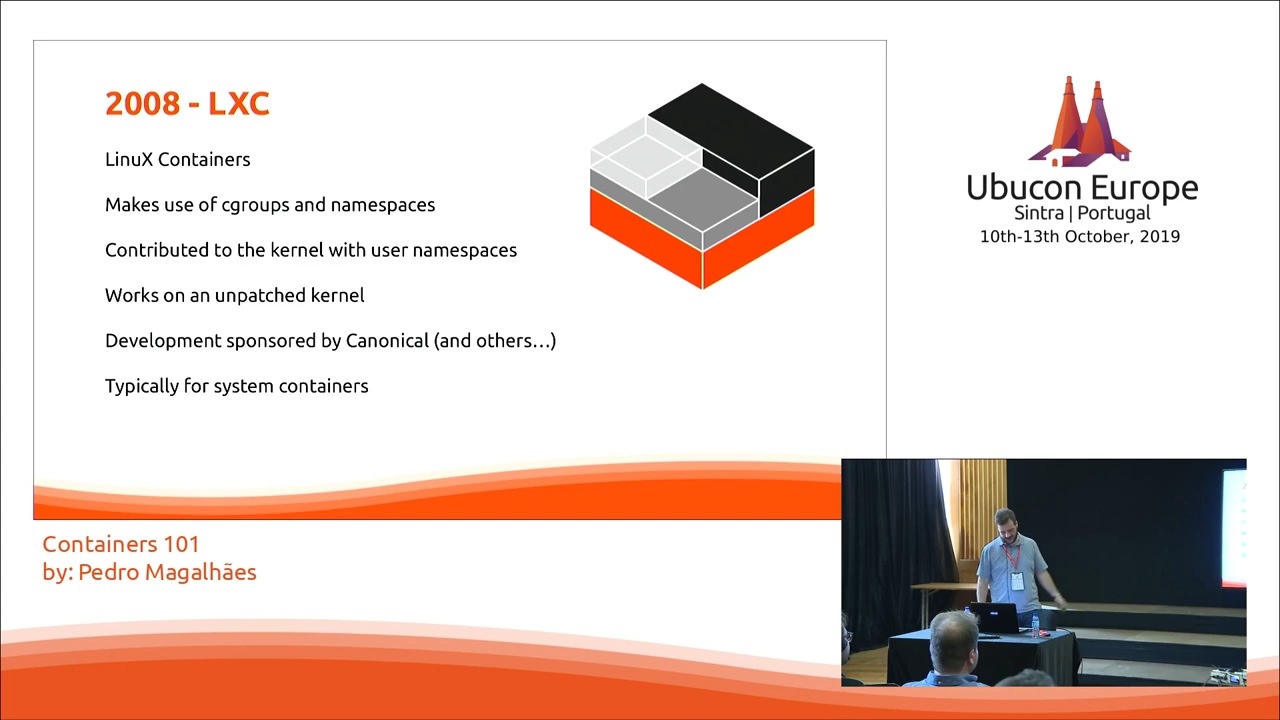 2008 - LXC
LinuX Containers
Makes use of cgroups and namespaces
Contributed to the kernel with user namespaces
Works on an unpatched kernel
Development sponsored by Canonical (and others...)
Typically for system containers
Ubucon Europe
Sintra | Portugal
10th-13th October, 2019
Containers 101
by: Pedro Magalhães